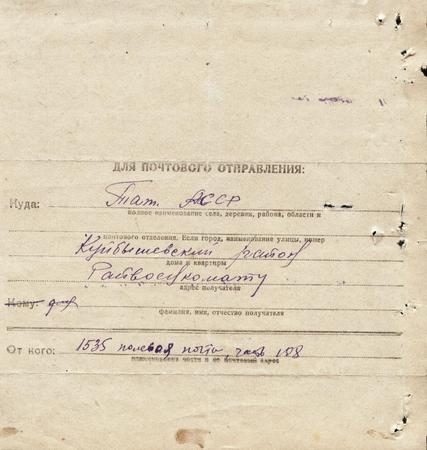 ДЛЯ ПОЧТОВОГО ОТПРАВЛЕНИЯ:
Куда: Тат. АССР
полное наименование села, деревни, района, области и
почтового отделения. Если город, наименование улицы, номер
Куйбышевский район
дома и квартиры
Райвоенкомату
адрес получателя
Кому:
фамилия, имя, отчество получателя
От кого: 1535 полевая почта, часть 108
наименование части и ее почтовый адрес